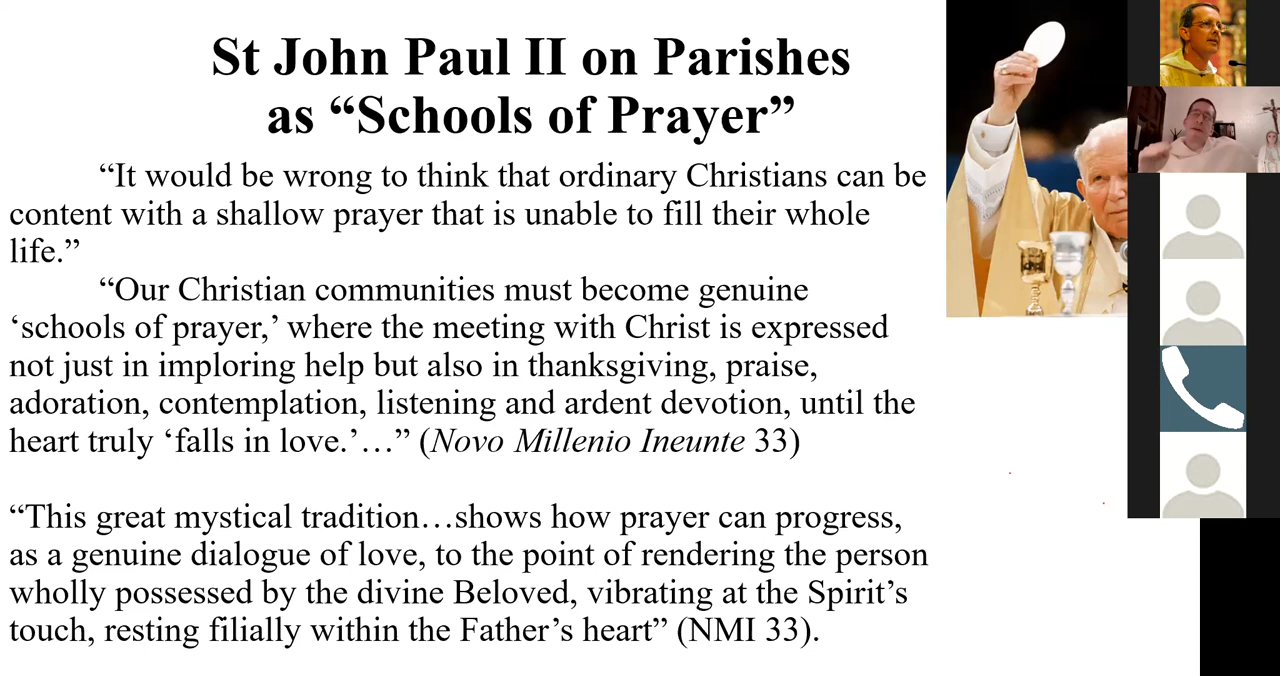 St John Paul II on Parishes
as “Schools of Prayer”
“It would be wrong to think that ordinary Christians can be
content with a shallow prayer that is unable to fill their whole
life.”
“Our Christian communities must become genuine
‘schools of prayer,’ where the meeting with Christ is expressed
not just in imploring help but also in thanksgiving, praise,
adoration, contemplation, listening and ardent devotion, until the
heart truly ‘falls in love.’…” (Novo Millenio Ineunte 33)
“This great mystical tradition…shows how prayer can progress,
as a genuine dialogue of love, to the point of rendering the person
wholly possessed by the divine Beloved, vibrating at the Spirit’s
touch, resting filially within the Father’s heart” (NMI 33).